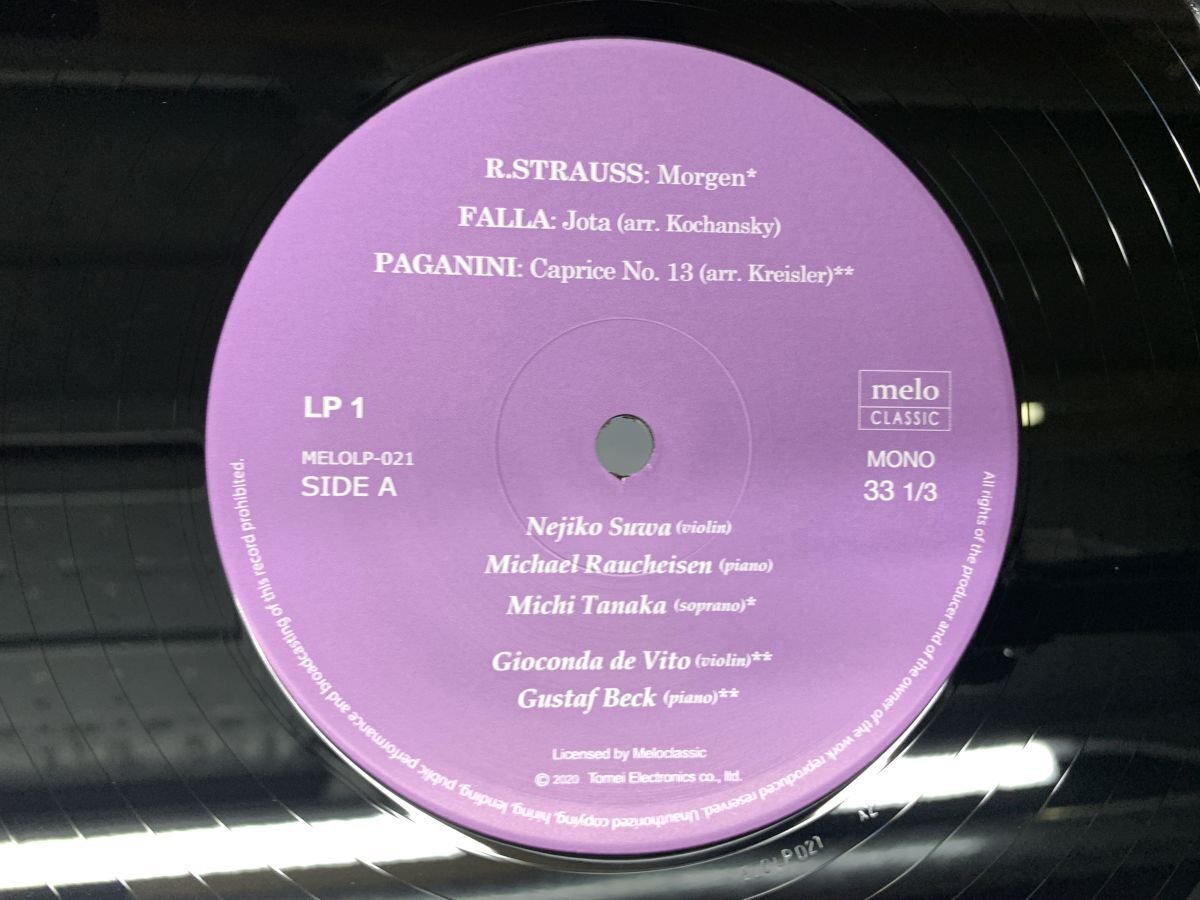 R.STRAUSS: Morgen*
FALLA: Jota (arr. Kochansky)
PAGANINI: Caprice No. 13 (arr. Kreisler)**
LP 1
MELOLP-021
SIDE A
melo
CLASSIC
MONO
33 1/3
Nejiko Suwa (violin)
Michael Raucheisen (piano)
Michi Tanaka (soprano)*
Gioconda de Vito (violin)**
Gustaf Beck (piano)**
Licensed by Meloclassic
© 2020 Tomei Electronics co., ltd.
All rights of the producer and of the owner of the work reproduced reserved. Unauthorized copying, hiring, lending, public performance and broadcasting of this record prohibited.